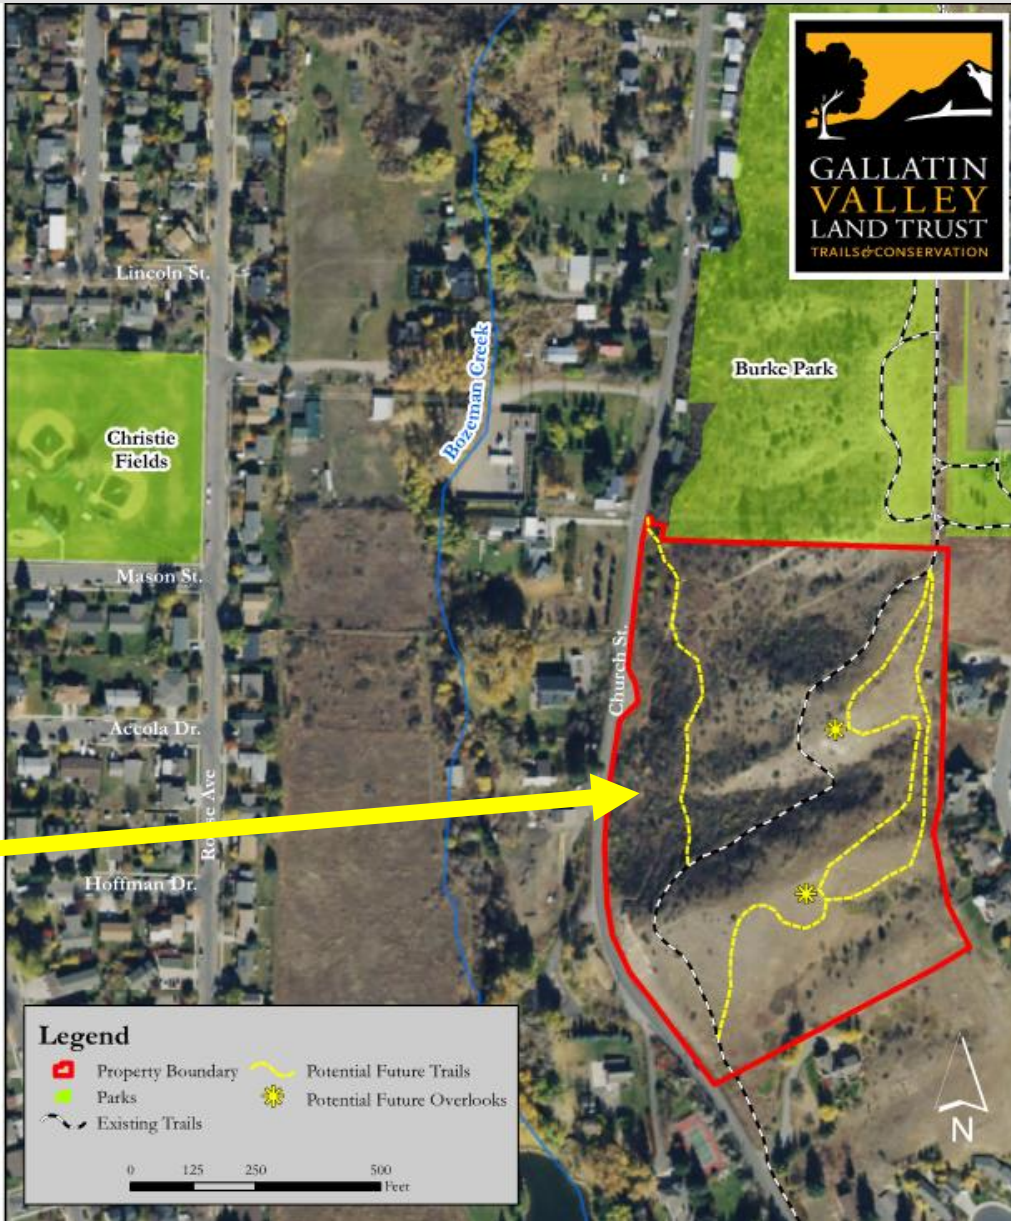 GALLATIN
VALLEY
LAND TRUST
TRAILS & CONSERVATION
Lincoln St.
Burke Park
Bozeman Creek
Christie
Fields
Mason St.
Church St.
Accola Dr.
Ave
Hoffman Dr.
Legend
Property Boundary
Potential Future Trails
Parks
Potential Future Overlooks
Existing Trails
0 125 250 500
Feet
N